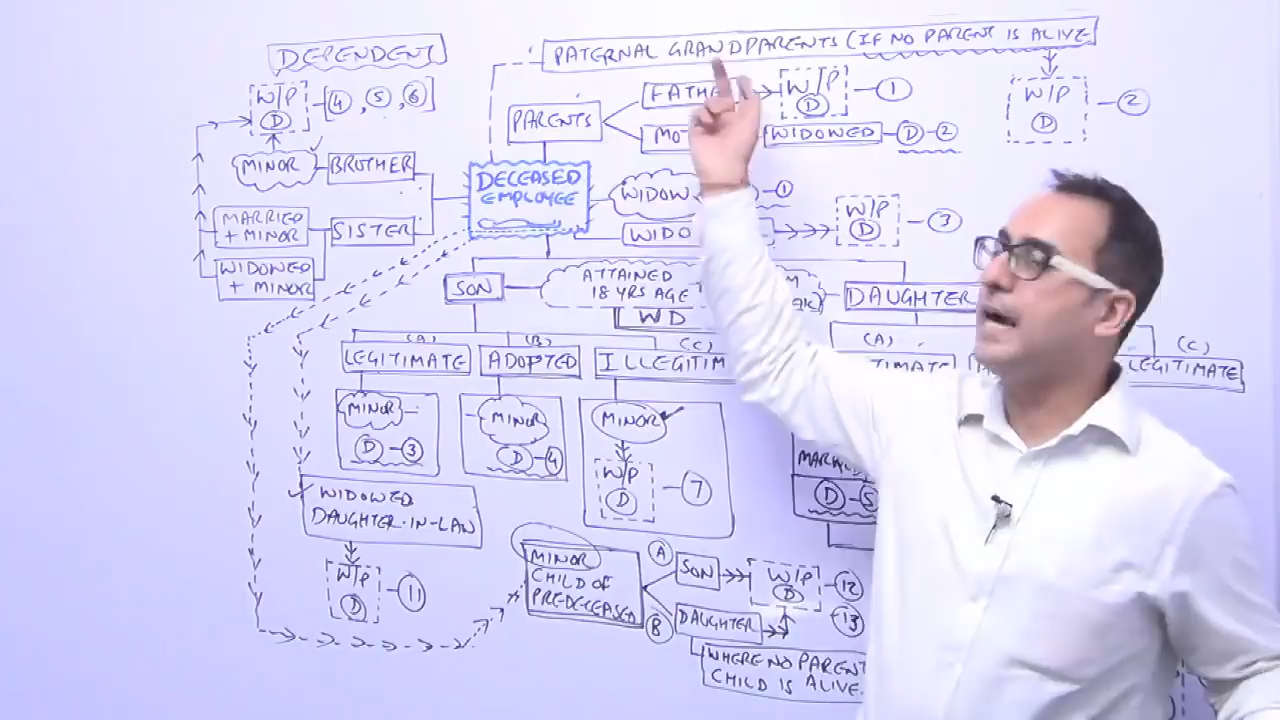 DEPENDENT
PATERNAL GRANDPARENTS (IF NO PARENT IS ALIVE
W/P
D
- [4, 5, 6]
MINOR
BROTHER
MARRIED
+ MINOR
SISTER
WIDOWED
+ MINOR
PARENTS
W/P
D
- 1
WIDOWED
D - 2
W/P
D
- 2
DECEASED
EMPLOYEE
WIDOW
- 1
W/P
D
- 3
SON
ATTAINED
18 YRS AGE
WD
DAUGHTER
(A)
LEGITIMATE
(B)
ADOPTED
(C)
(A)
(C)
LEGITIMATE
MINOR
D - 3
MINOR
D - 4
MINOR
W/P
D
- 7
D - 5
WIDOWED
DAUGHTER-IN-LAW
W/P
D
- 11
MINOR
CHILD OF
PREDECEASED
A
SON
W/P
D
- 12
- 13
B
DAUGHTER
WHERE NO PARENT
CHILD IS ALIVE.